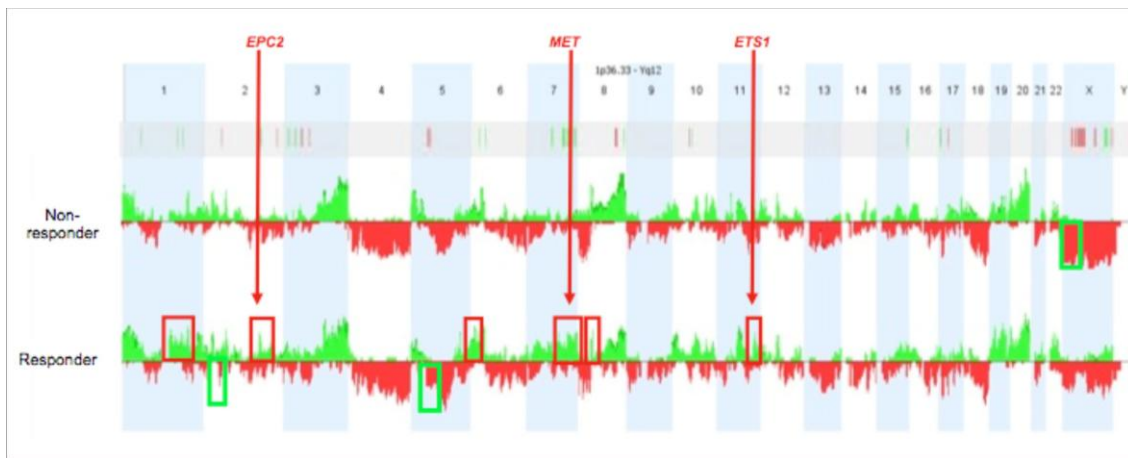 EPC2 MET ETS1
1p36.33 - Yq12
1 2 3 4 5 6 7 8 9 10 11 12 13 14 15 16 17 18 19 20 21 22 X Y
Non-
responder
Responder